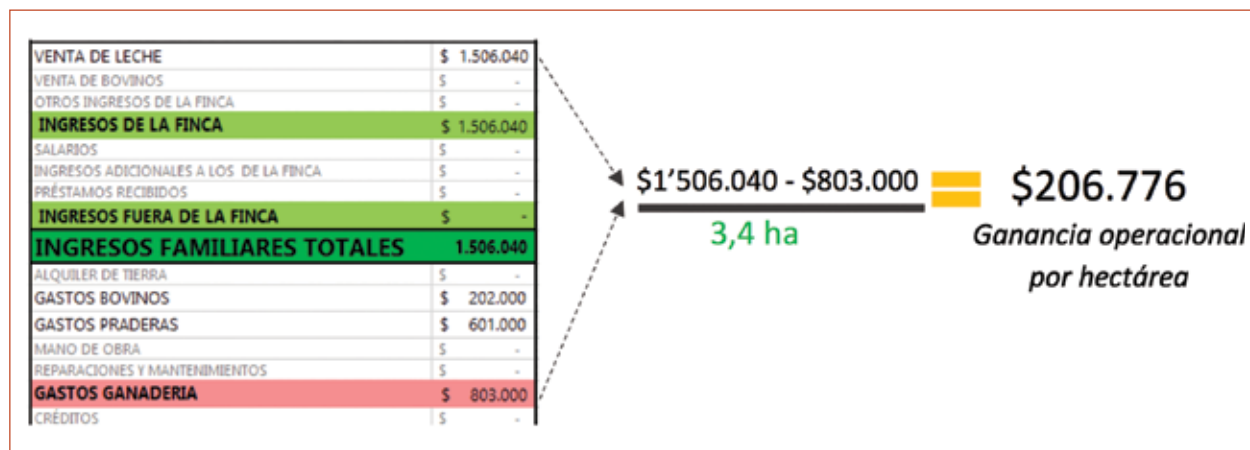 VENTA DE LECHE $ 1.506.040
VENTA DE BOVINOS $ -
OTROS INGRESOS DE LA FINCA $ -
INGRESOS DE LA FINCA $ 1.506.040
SALARIOS $ -
INGRESOS ADICIONALES A LOS DE LA FINCA $ -
PRÉSTAMOS RECIBIDOS $ -
INGRESOS FUERA DE LA FINCA $ -
INGRESOS FAMILIARES TOTALES 1.506.040
ALQUILER DE TIERRA $ -
GASTOS BOVINOS $ 202.000
GASTOS PRADERAS $ 601.000
MANO DE OBRA $ -
REPARACIONES Y MANTENIMIENTOS $ -
GASTOS GANADERIA $ 803.000
CRÉDITOS $ -
$1’506.040 - $803.000 = $206.776
3,4 ha
Ganancia operacional
por hectárea